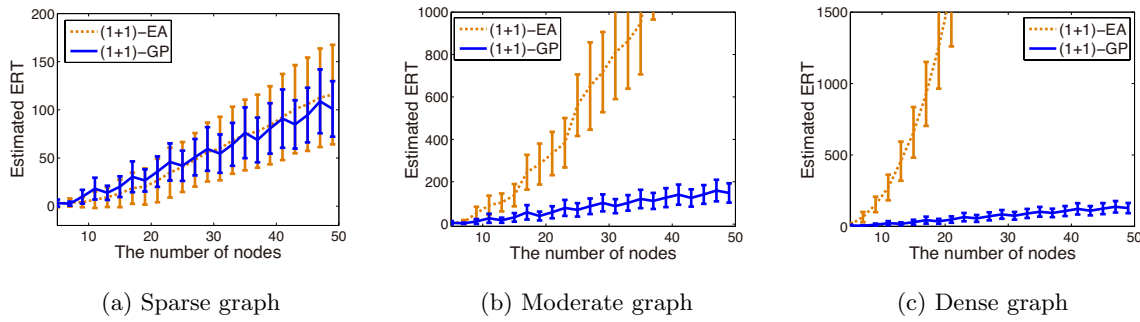 200
150
100
50
0
Estimated ERT
(1+1)−EA
(1+1)−GP
10 20 30 40 50
The number of nodes
(a) Sparse graph
1000
800
600
400
200
0
Estimated ERT
(1+1)−EA
(1+1)−GP
10 20 30 40 50
The number of nodes
(b) Moderate graph
1500
1000
500
0
Estimated ERT
(1+1)−EA
(1+1)−GP
10 20 30 40 50
The number of nodes
(c) Dense graph